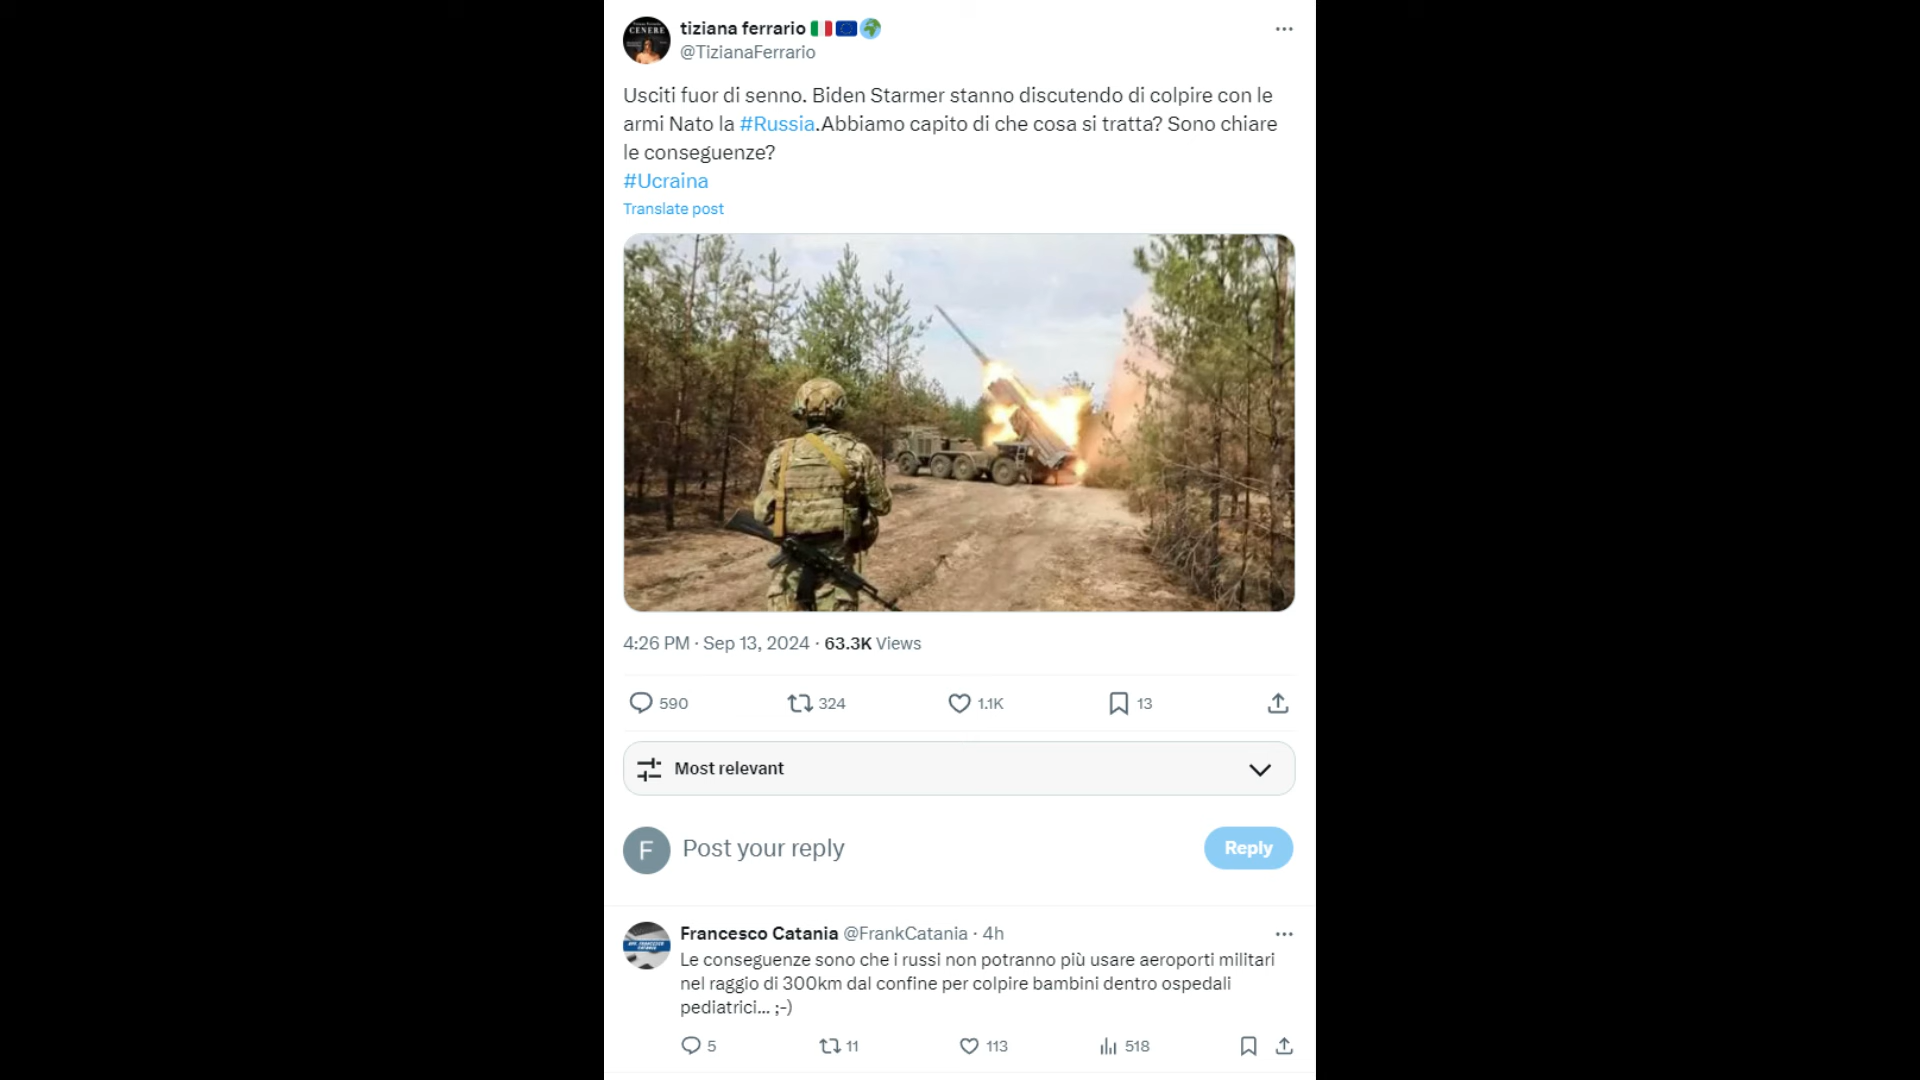 tiziana ferrario
@TizianaFerrario
Usciti fuor di senno. Biden Starmer stanno discutendo di colpire con le
armi Nato la #Russia.Abbiamo capito di che cosa si tratta? Sono chiare
le conseguenze?
#Ucraina
Translate post
4:26 PM · Sep 13, 2024 · 63.3K Views
590 324 1.1K 13
Most relevant
F Post your reply Reply
Francesco Catania @FrankCatania · 4h
Le conseguenze sono che i russi non potranno più usare aeroporti militari
nel raggio di 300km dal confine per colpire bambini dentro ospedali
pediatrici... ;-)
5 11 113 518
CENERE